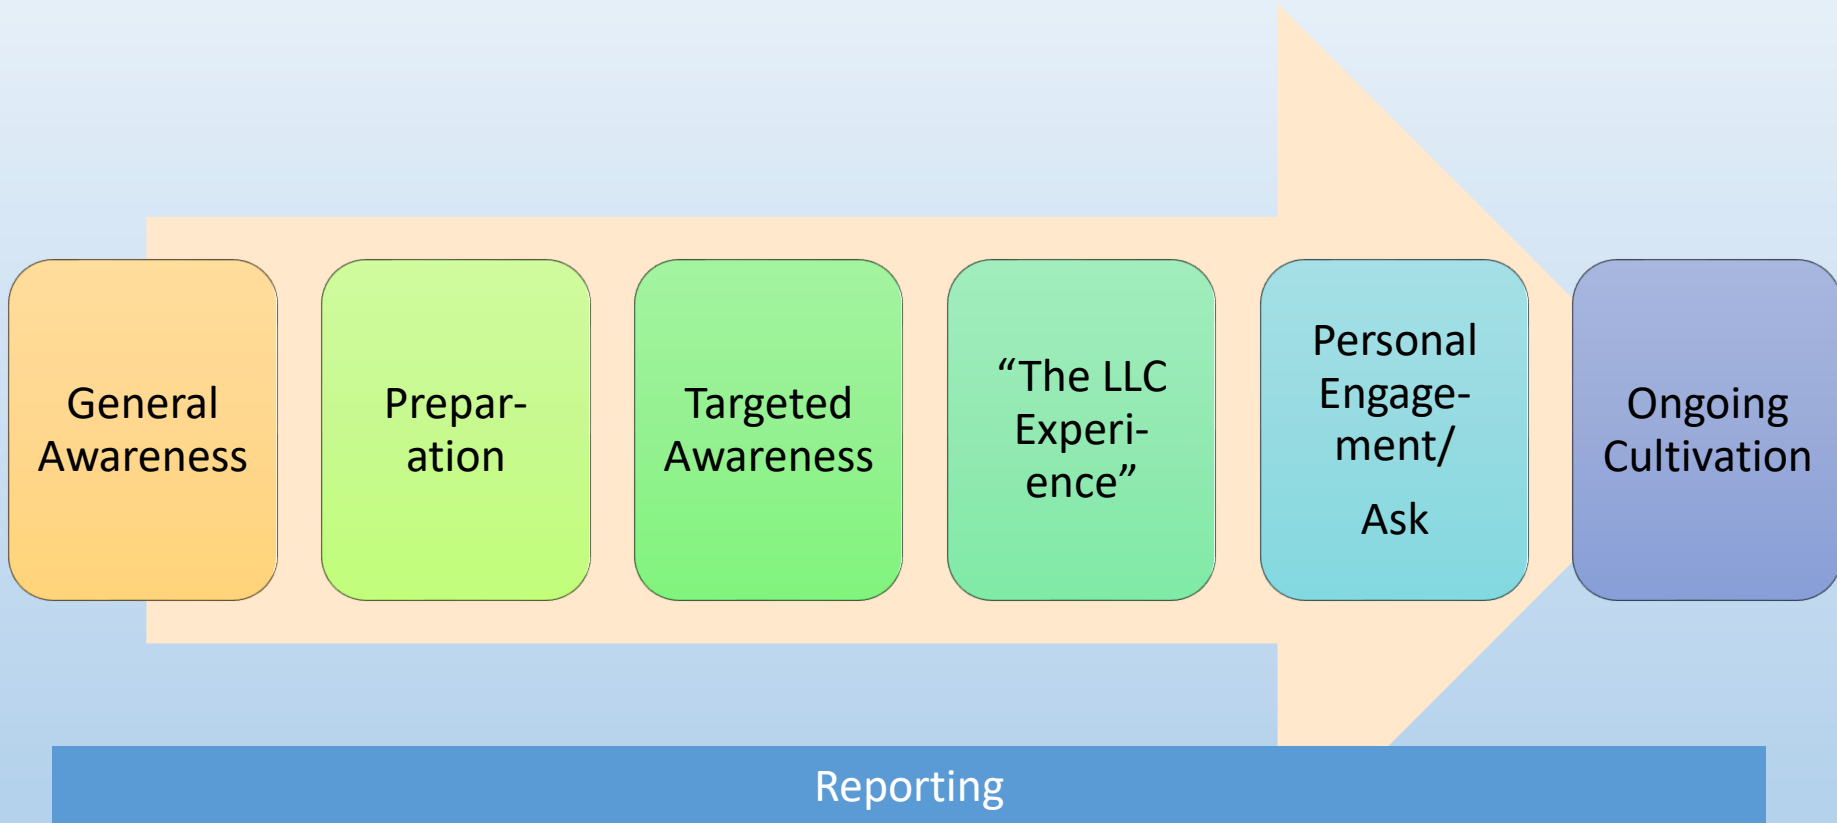 General
Awareness
Prepar-
ation
Targeted
Awareness
“The LLC
Experi-
ence”
Personal
Engage-
ment/
Ask
Ongoing
Cultivation
Reporting